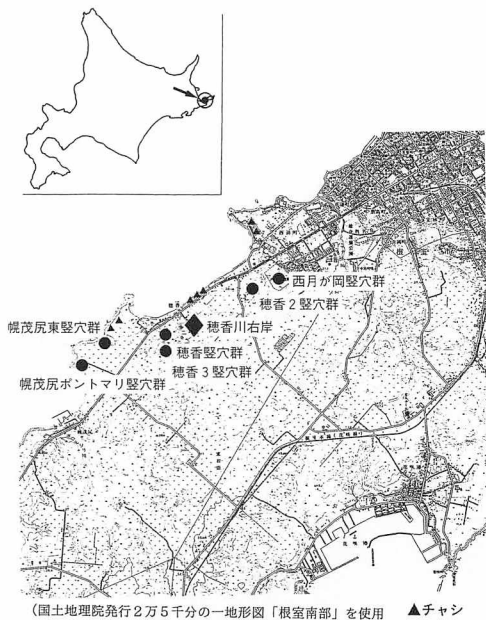 西月が岡竪穴群
穂香2竪穴群
穂香川右岸
幌茂尻東竪穴群
穂香竪穴群
穂香3竪穴群
幌茂尻ポントマリ竪穴群
(国土地理院発行2万5千分の一地形図「根室南部」を使用
▲チャシ